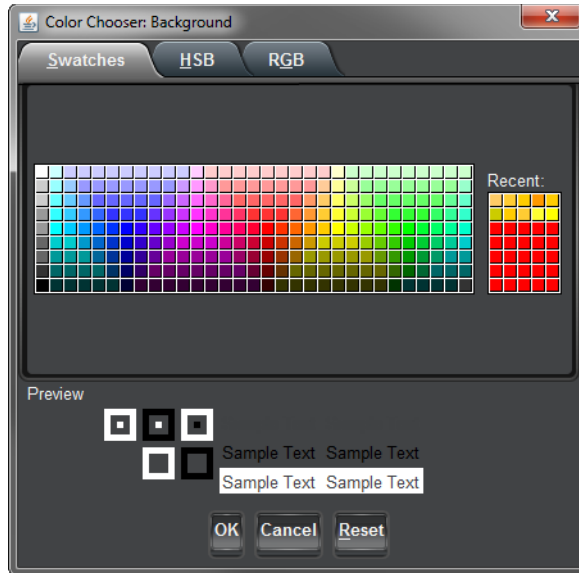 Color Chooser: Background
Swatches HSB RGB
Recent:
Preview
Sample Text Sample Text
Sample Text Sample Text
OK Cancel Reset